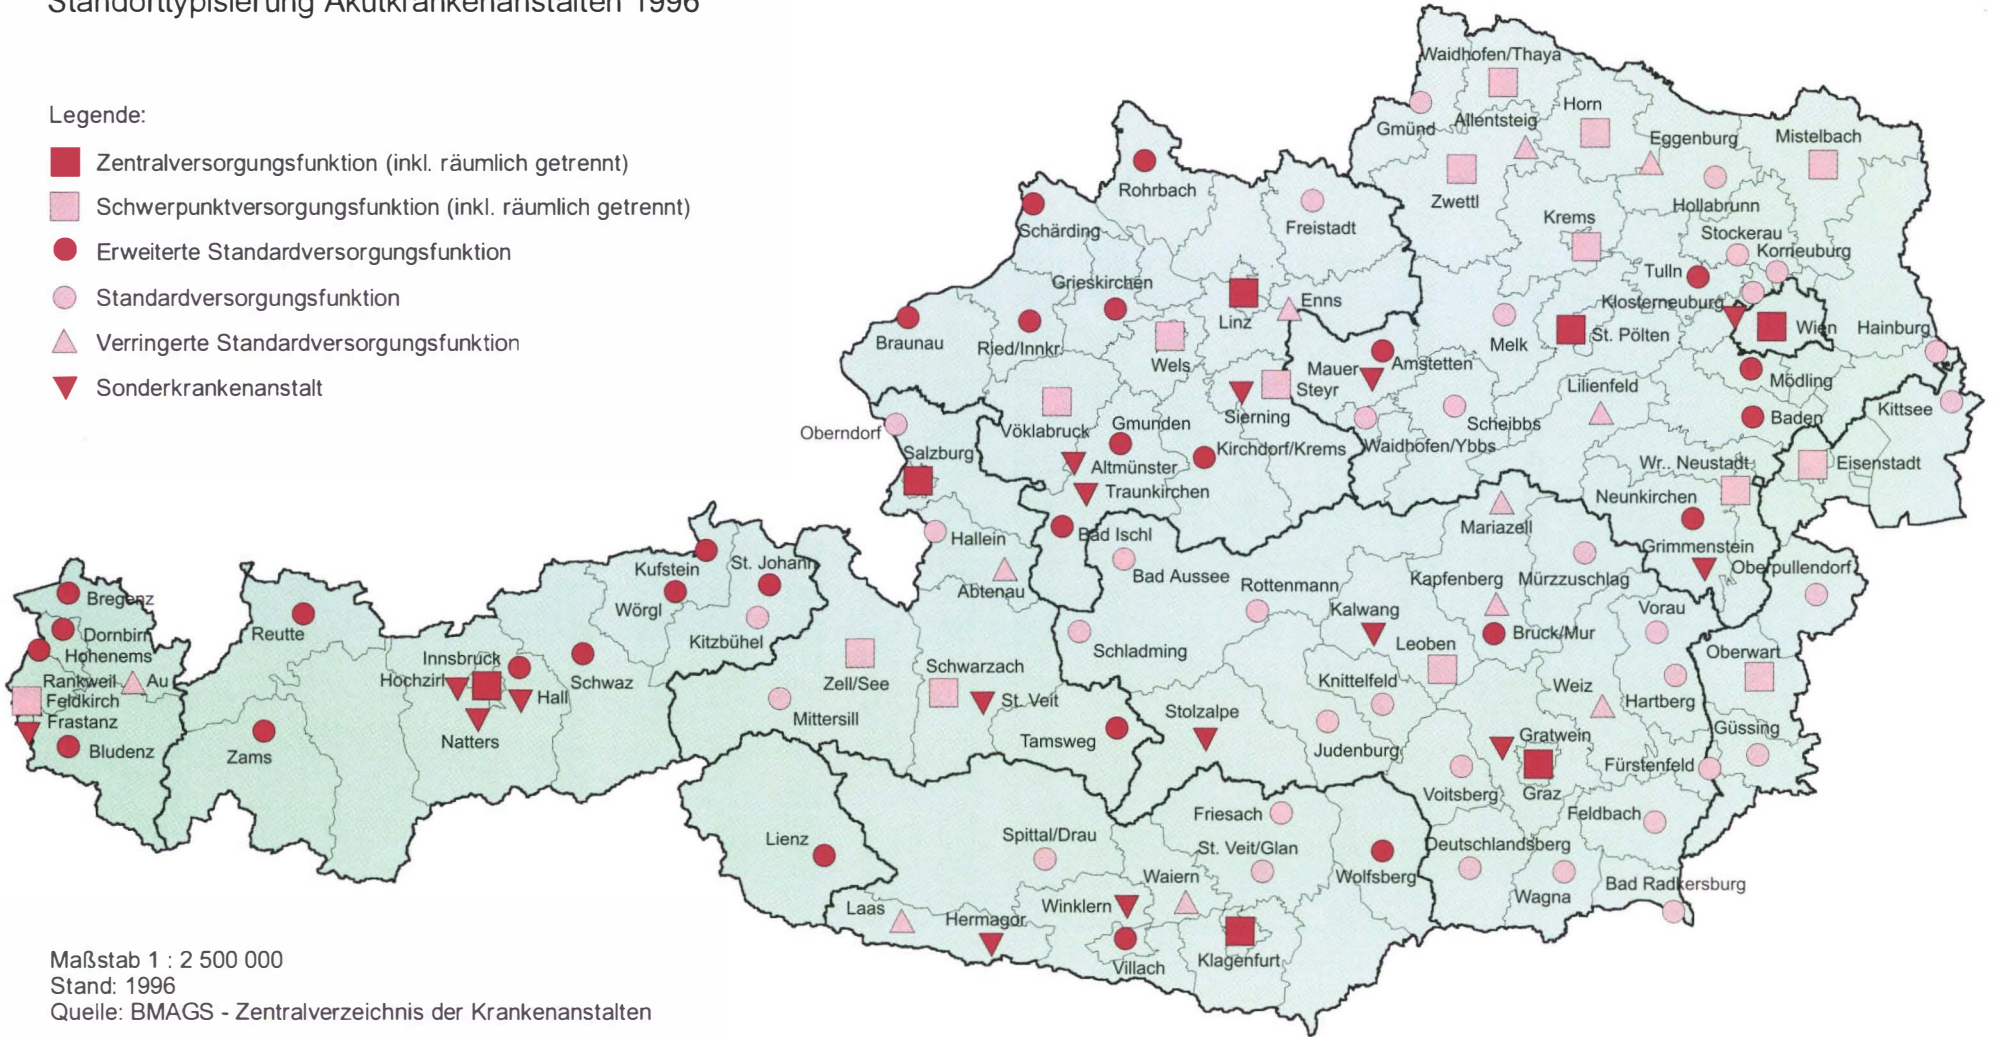 Standorttypisierung Akutkrankenanstalten 1996
Legende:
Zentralversorgungsfunktion (inkl. räumlich getrennt)
Schwerpunktversorgungsfunktion (inkl. räumlich getrennt)
Erweiterte Standardversorgungsfunktion
Standardversorgungsfunktion
Verringerte Standardversorgungsfunktion
Sonderkrankenanstalt
Waidhofen/Thaya
Horn
Gmünd
Allentsteig
Eggenburg
Mistelbach
Rohrbach
Zwettl
Hollabrunn
Schärding
Freistadt
Krems
Stockerau
Korneuburg
Tulln
Grieskirchen
Enns
Klosterneuburg
Linz
Wien
Hainburg
Braunau
Ried/Innkr.
Melk
St. Pölten
Wels
Mauer
Amstetten
Steyr
Mödling
Lilienfeld
Sierning
Kittsee
Baden
Scheibbs
Oberndorf
Vöklabruck
Gmunden
Kirchdorf/Krems
Waidhofen/Ybbs
Salzburg
Altmünster
Wr.. Neustadt
Eisenstadt
Traunkirchen
Neunkirchen
Mariazell
Hallein
Bad Ischl
Grimmenstein
Kufstein
St. Johann
Bad Aussee
Rottenmann
Kapfenberg
Mürzzuschlag
Oberpullendorf
Abtenau
Bregenz
Wörgl
Kalwang
Vorau
Dornbirn
Reutte
Kitzbühel
Leoben
Bruck/Mur
Hohenems
Innsbruck
Schladming
Oberwart
Rankweil
Au
Hochzirl
Schwaz
Zell/See
Schwarzach
Knittelfeld
Weiz
Feldkirch
Hall
St. Veit
Hartberg
Frastanz
Mittersill
Stolzalpe
Güssing
Bludenz
Zams
Natters
Tamsweg
Judenburg
Gratwein
Fürstenfeld
Voitsberg
Graz
Friesach
Feldbach
Lienz
Spittal/Drau
St. Veit/Glan
Deutschlandsberg
Waiern
Wolfsberg
Bad Radkersburg
Wagna
Laas
Hermagor
Winklern
Villach
Klagenfurt
Maßstab 1 : 2 500 000
Stand: 1996
Quelle: BMAGS - Zentralverzeichnis der Krankenanstalten